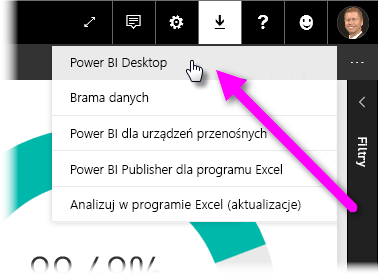 Power BI Desktop
Brama danych
Power BI dla urządzeń przenośnych
Power BI Publisher dla programu Excel
Analizuj w programie Excel (aktualizacje)
Filtry